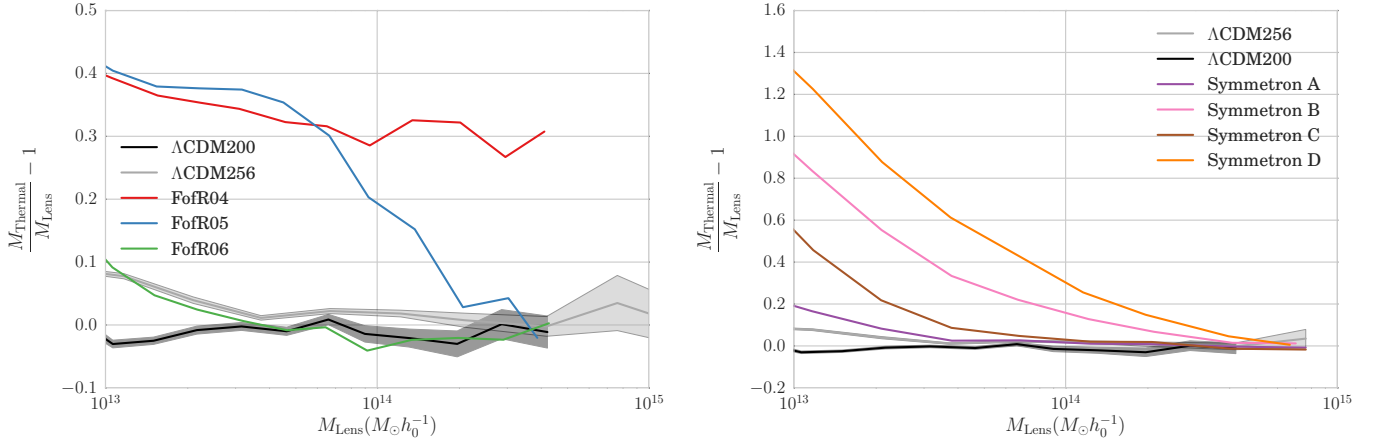 0.5
0.4
0.3
0.2
0.1
0.0
−0.1
10^13
10^14
10^15
M_Thermal / M_Lens − 1
M_Lens(M_⊙h_0^−1)
ΛCDM200
ΛCDM256
FofR04
FofR05
FofR06
1.6
1.4
1.2
1.0
0.8
0.6
0.4
0.2
0.0
−0.2
10^13
10^14
10^15
M_Thermal / M_Lens − 1
M_Lens(M_⊙h_0^−1)
ΛCDM256
ΛCDM200
Symmetron A
Symmetron B
Symmetron C
Symmetron D